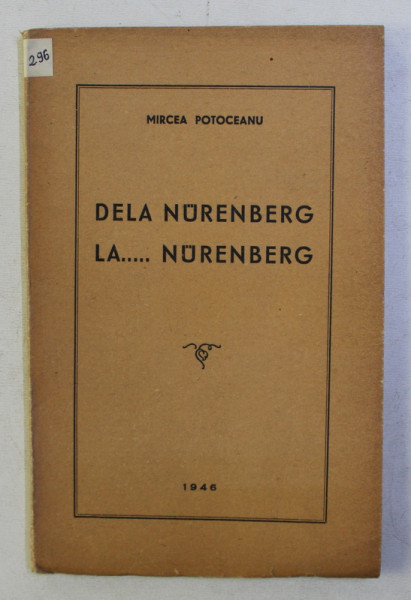 296
MIRCEA POTOCEANU
DELA NÜRENBERG
LA..... NÜRENBERG
1946